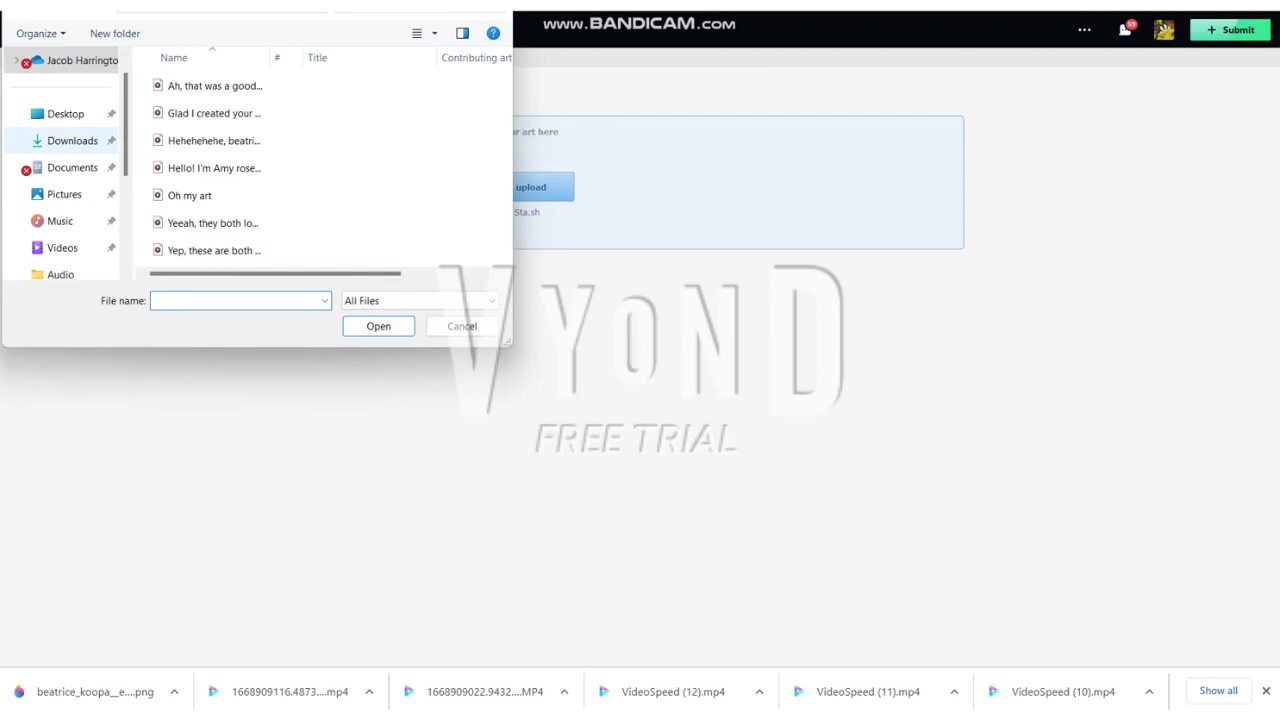 www.BANDICAM.com
Organize
New folder
59
+ Submit
Jacob Harringto
Name
#
Title
Contributing art
Desktop
Downloads
Documents
Pictures
Music
Videos
Audio
Ah, that was a good...
Glad I created your ...
Hehehehehe, beatri...
Hello! I'm Amy rose...
Oh my art
Yeeah, they both lo...
Yep, these are both ...
ur art here
upload
Sta.sh
File name:
All Files
Open
Cancel
VYOND
FREE TRIAL
beatrice_koopa__e....png
1668909116.4873....mp4
1668909022.9432....MP4
VideoSpeed (12).mp4
VideoSpeed (11).mp4
VideoSpeed (10).mp4
Show all